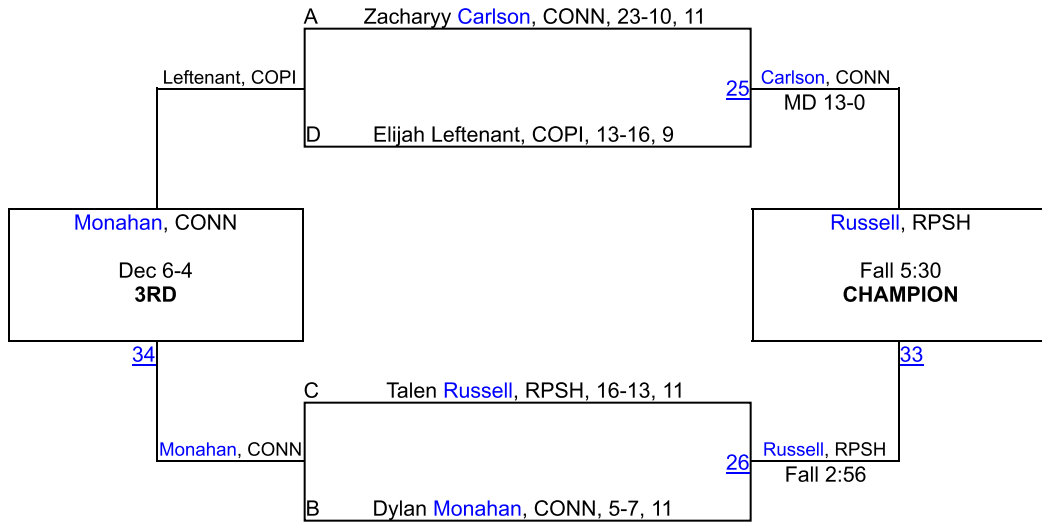 A Zacharyy Carlson, CONN, 23-10, 11
Leftenant, COPI
25
Carlson, CONN
MD 13-0
D Elijah Leftenant, COPI, 13-16, 9
Monahan, CONN
Dec 6-4
3RD
34
Russell, RPSH
Fall 5:30
CHAMPION
33
C Talen Russell, RPSH, 16-13, 11
Monahan, CONN
26
Russell, RPSH
Fall 2:56
B Dylan Monahan, CONN, 5-7, 11